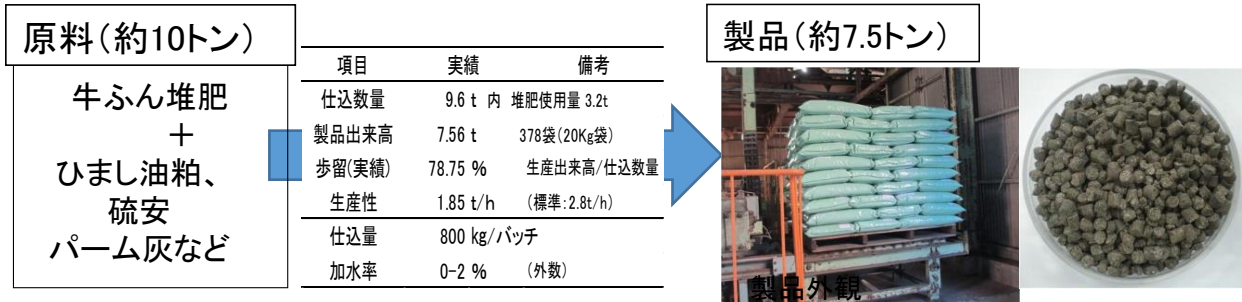 原料(約10トン)
牛ふん堆肥
+
ひまし油粕、
硫安
パーム灰など
項目 実績 備考
仕込数量 9.6 t 内 堆肥使用量 3.2t
製品出来高 7.56 t 378袋(20Kg袋)
歩留(実績) 78.75 % 生産出来高/仕込数量
生産性 1.85 t/h (標準:2.8t/h)
仕込量 800 kg/バッチ
加水率 0-2 % (外数)
製品(約7.5トン)
製品外観